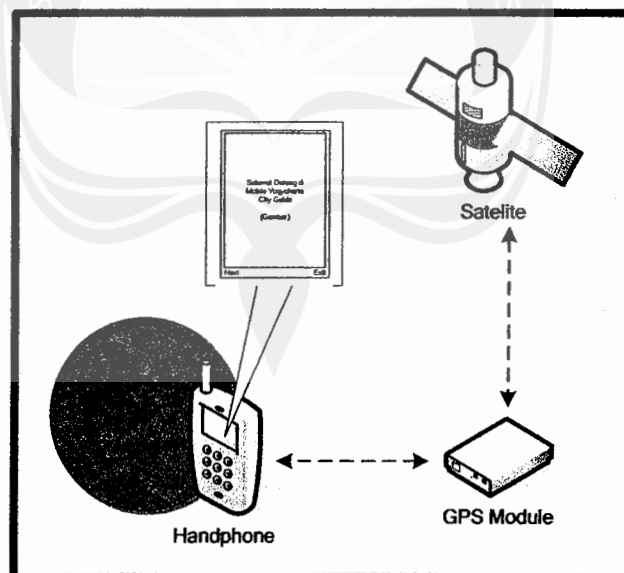 Selamat Datang di
Mobile Yogyakarta
City Guide
(Gambar)
Next Exit
Satelite
Handphone
GPS Module